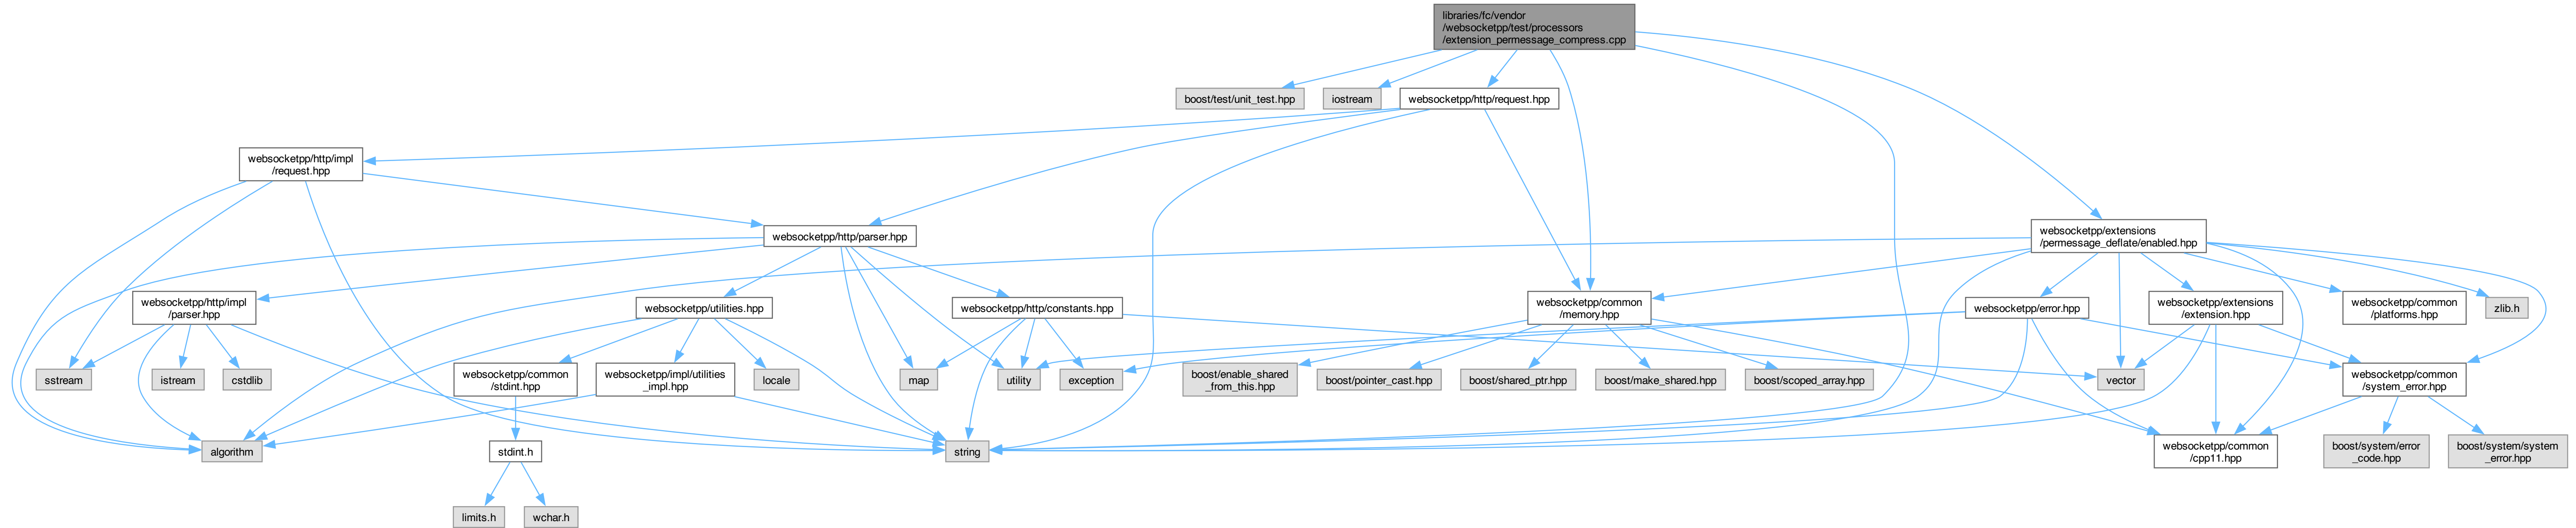 libraries/fc/vendor
/websocketpp/test/processors
/extension_permessage_compress.cpp
boost/test/unit_test.hpp
iostream
websocketpp/http/request.hpp
websocketpp/http/impl
/request.hpp
websocketpp/http/parser.hpp
websocketpp/extensions
/permessage_deflate/enabled.hpp
websocketpp/http/impl
/parser.hpp
websocketpp/utilities.hpp
websocketpp/http/constants.hpp
websocketpp/common
/memory.hpp
websocketpp/error.hpp
websocketpp/extensions
/extension.hpp
websocketpp/common
/platforms.hpp
zlib.h
sstream
istream
cstdlib
websocketpp/common
/stdint.hpp
websocketpp/impl/utilities
_impl.hpp
locale
map
utility
exception
boost/enable_shared
_from_this.hpp
boost/pointer_cast.hpp
boost/shared_ptr.hpp
boost/make_shared.hpp
boost/scoped_array.hpp
vector
websocketpp/common
/system_error.hpp
algorithm
stdint.h
string
websocketpp/common
/cpp11.hpp
boost/system/error
_code.hpp
boost/system/system
_error.hpp
limits.h
wchar.h